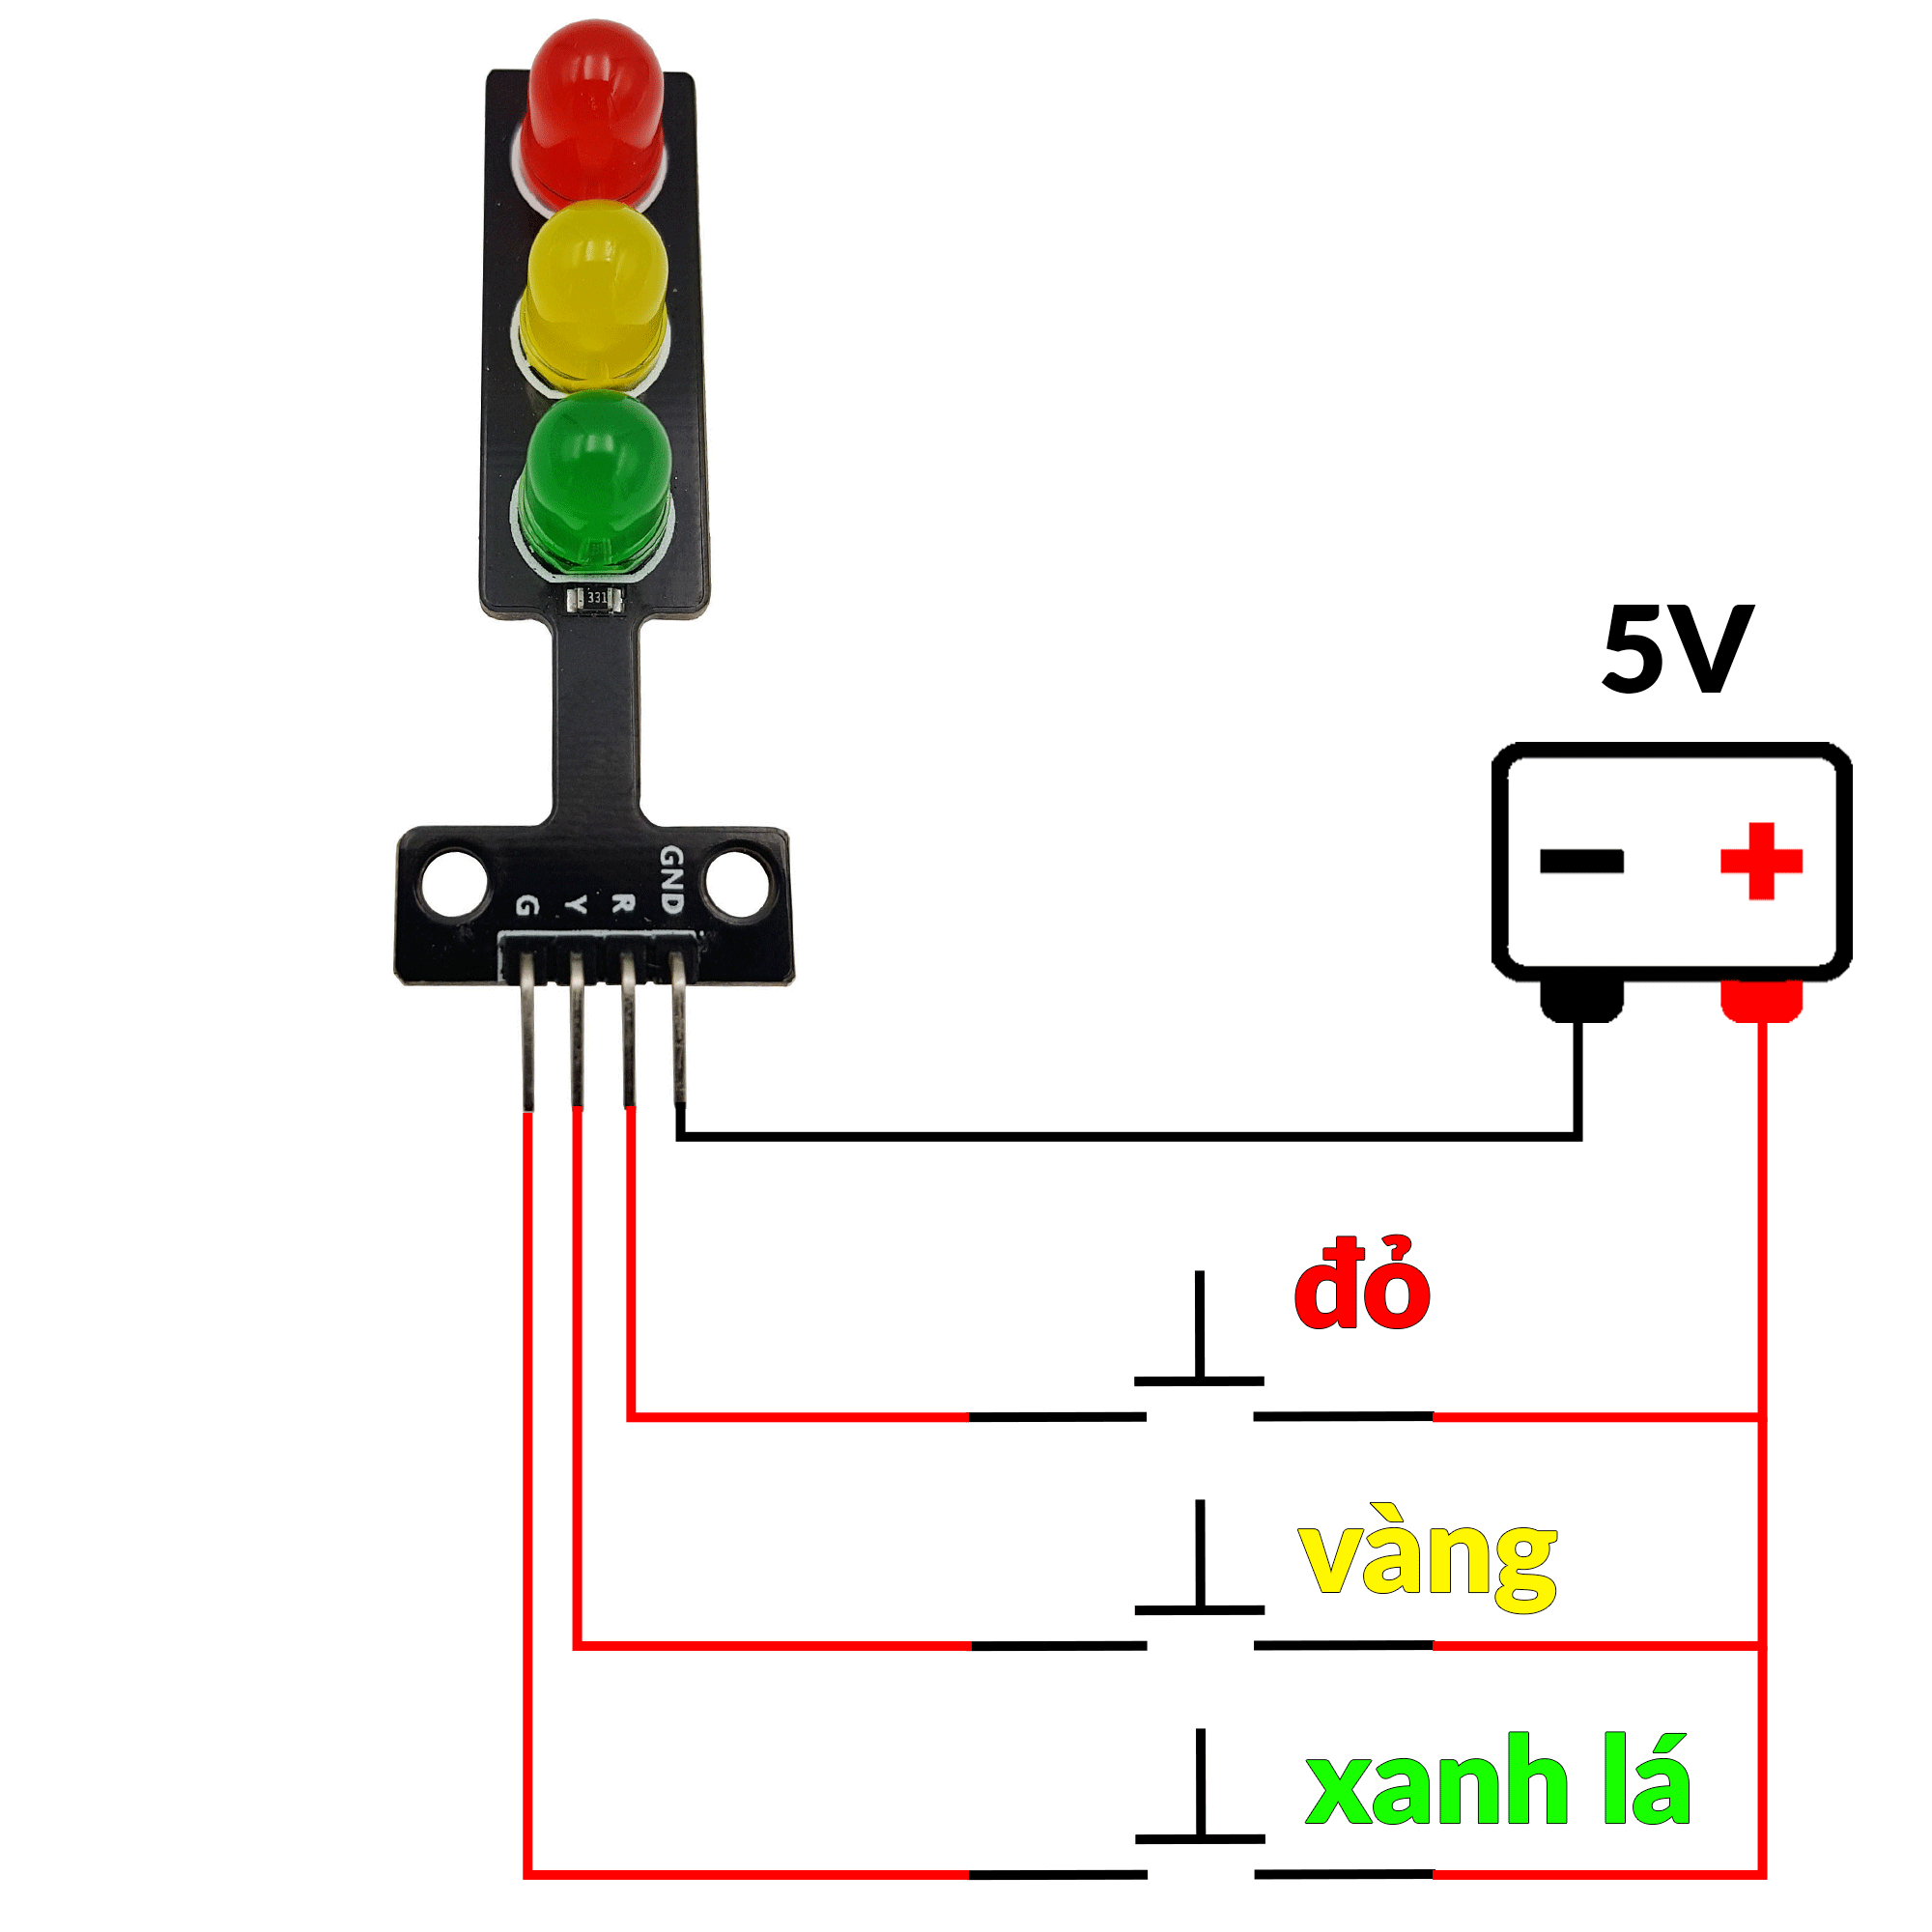 331
5V
GND
G Y R
đỏ
vàng
xanh lá